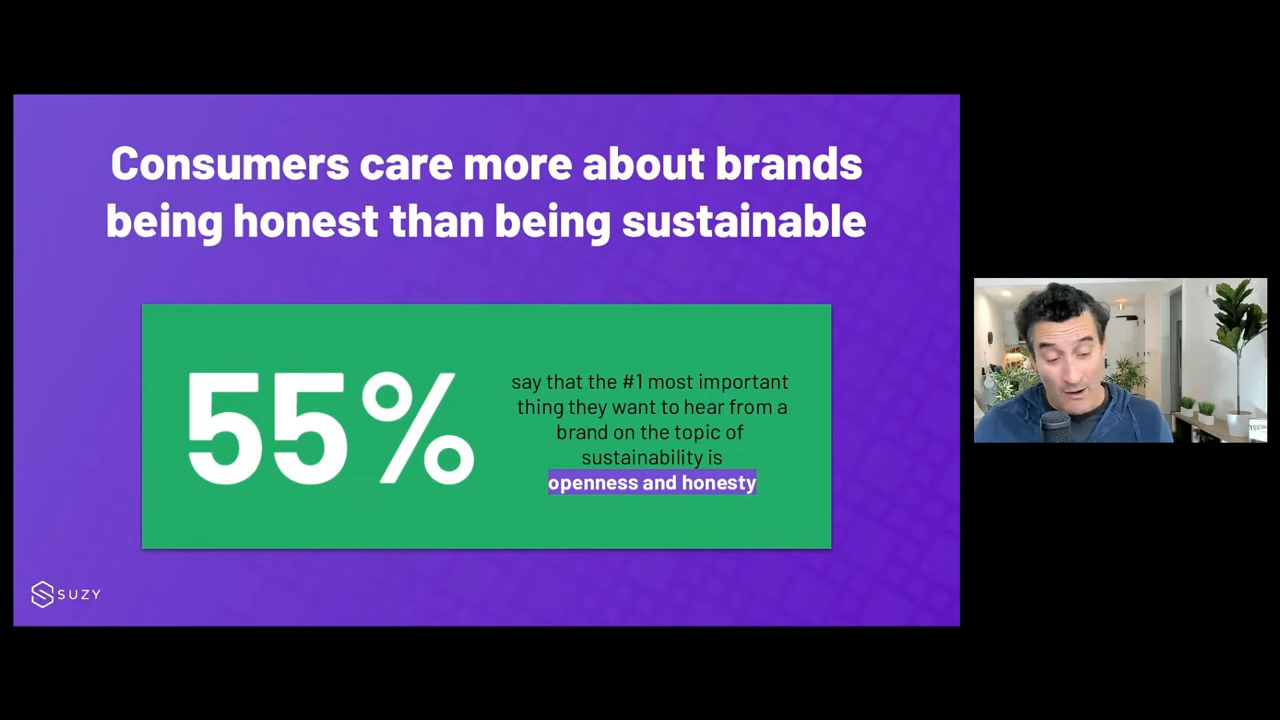 Consumers care more about brands
being honest than being sustainable
55%
say that the #1 most important
thing they want to hear from a
brand on the topic of
sustainability is
openness and honesty
SUZY